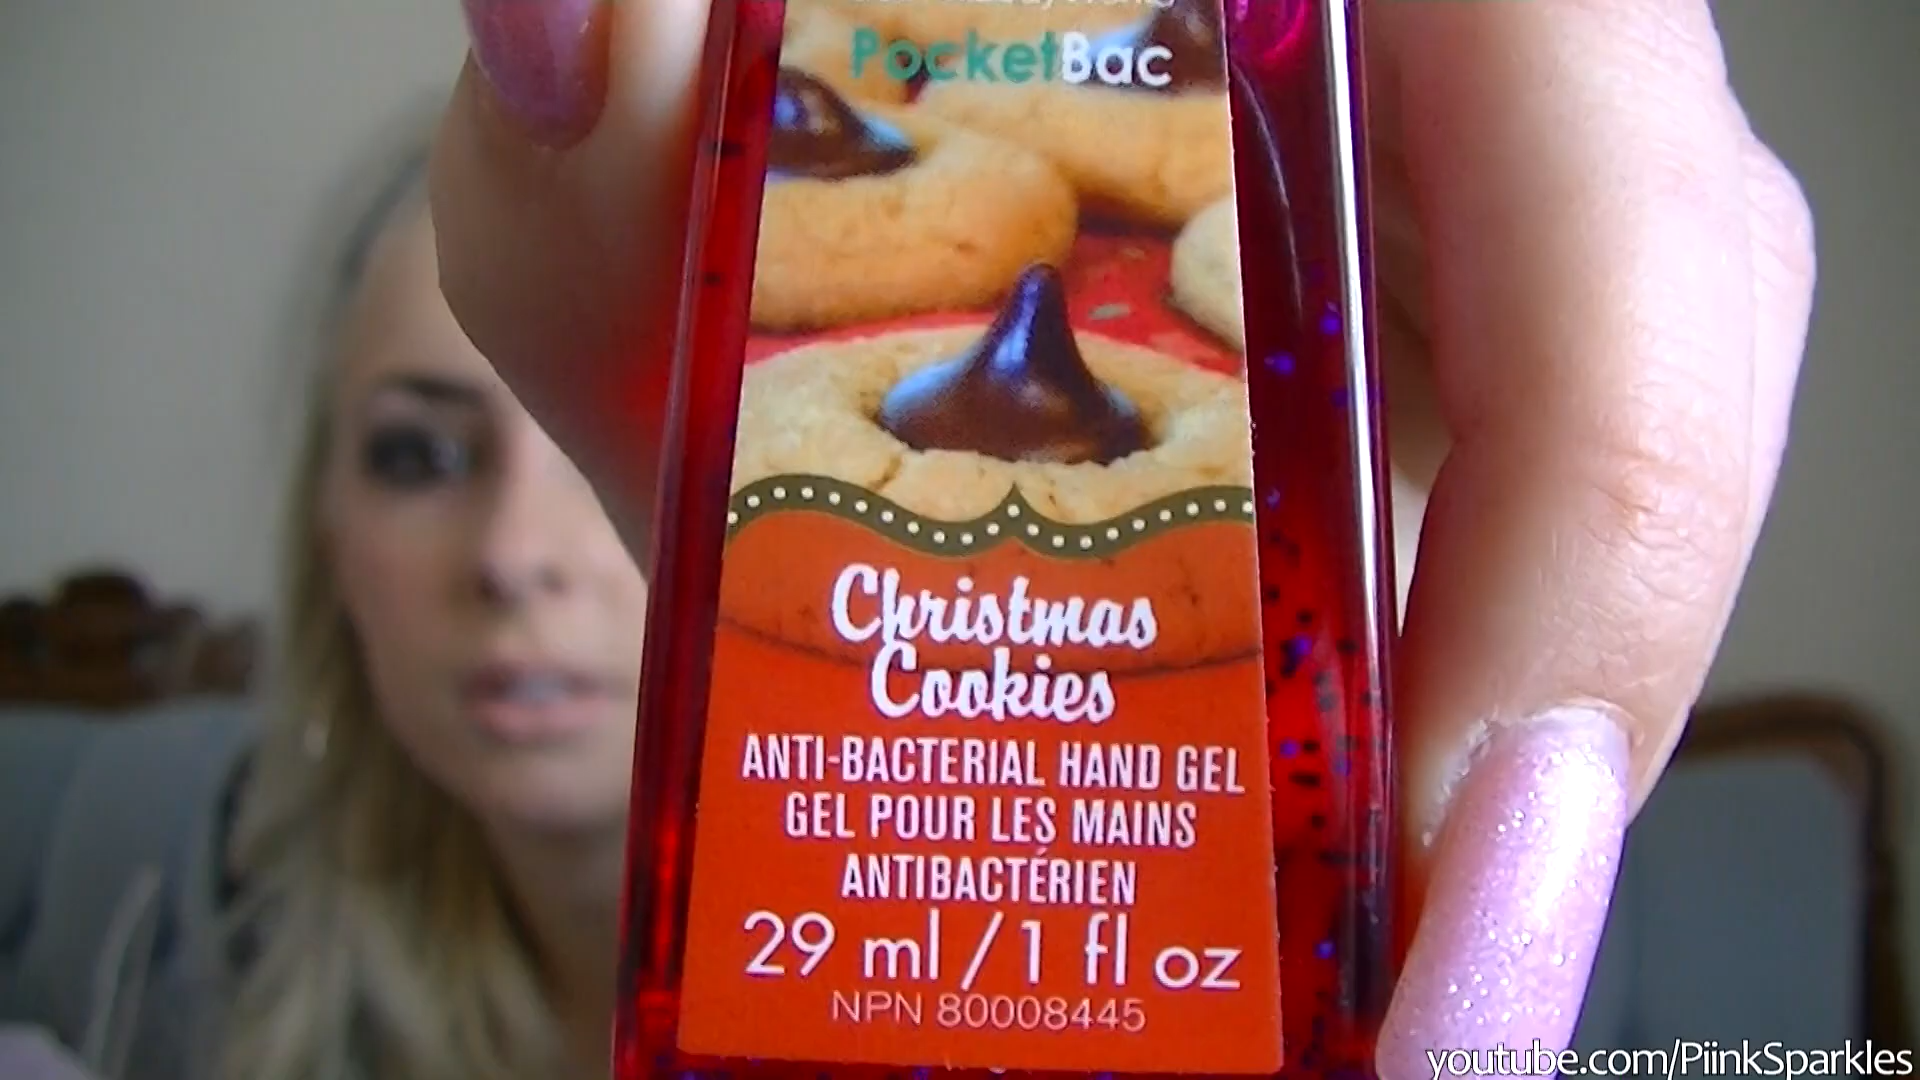 PocketBac
Christmas
Cookies
ANTI-BACTERIAL HAND GEL
GEL POUR LES MAINS
ANTIBACTÉRIEN
29 ml / 1 fl oz
NPN 80008445
youtube.com/PiinkSparkles